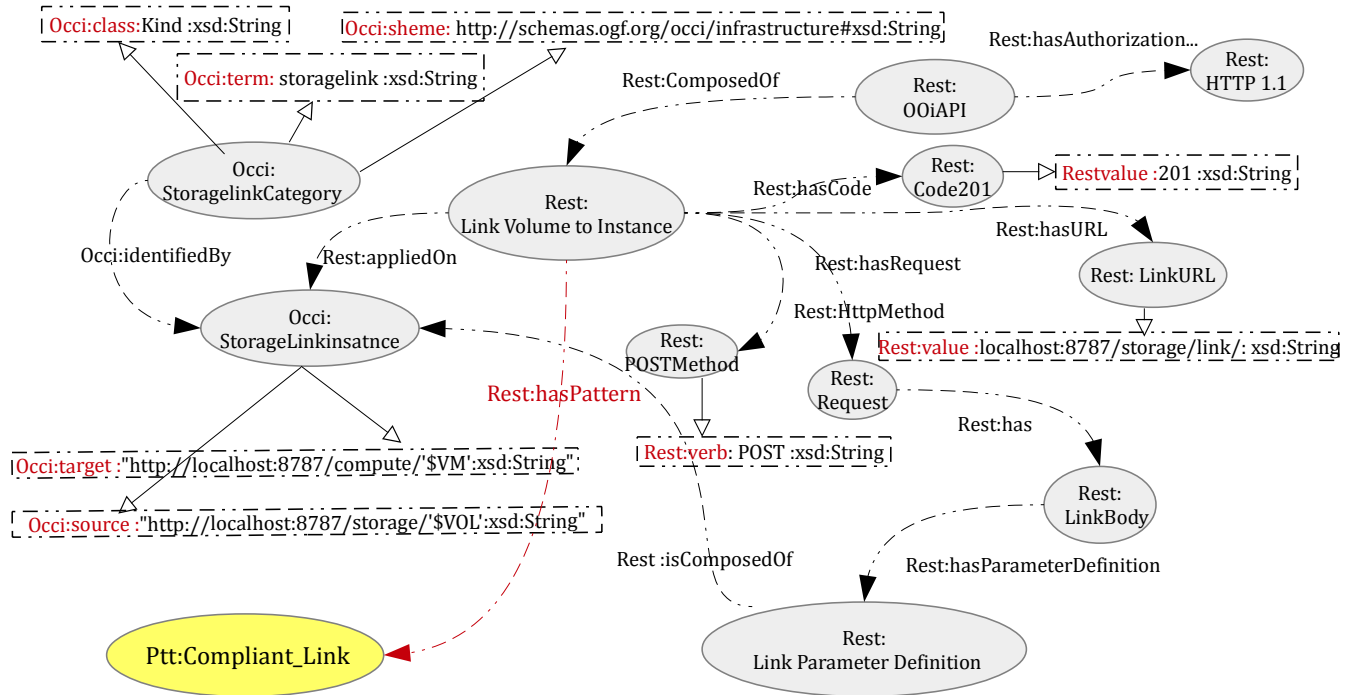 Occi:class:Kind :xsd:String
Occi:sheme: http://schemas.ogf.org/occi/infrastructure#xsd:String
Rest:hasAuthorization...
Occi:term: storagelink :xsd:String
Rest:ComposedOf
Rest:
OOiAPI
Rest:
HTTP 1.1
Occi:
StoragelinkCategory
Rest:
Link Volume to Instance
Rest:hasCode
Rest:
Code201
Restvalue :201 :xsd:String
Rest:hasURL
Occi:identifiedBy
Rest:appliedOn
Rest:hasRequest
Rest: LinkURL
Occi:
StorageLinkinsatnce
Rest:HttpMethod
Rest:
POSTMethod
Rest:value :localhost:8787/storage/link/: xsd:String
Rest:
Request
Rest:hasPattern
Rest:has
Rest:verb: POST :xsd:String
Occi:target :"http://localhost:8787/compute/'$VM':xsd:String"
Occi:source :"http://localhost:8787/storage/'$VOL':xsd:String"
Rest:
LinkBody
Rest :isComposedOf
Rest:hasParameterDefinition
Ptt:Compliant_Link
Rest:
Link Parameter Definition